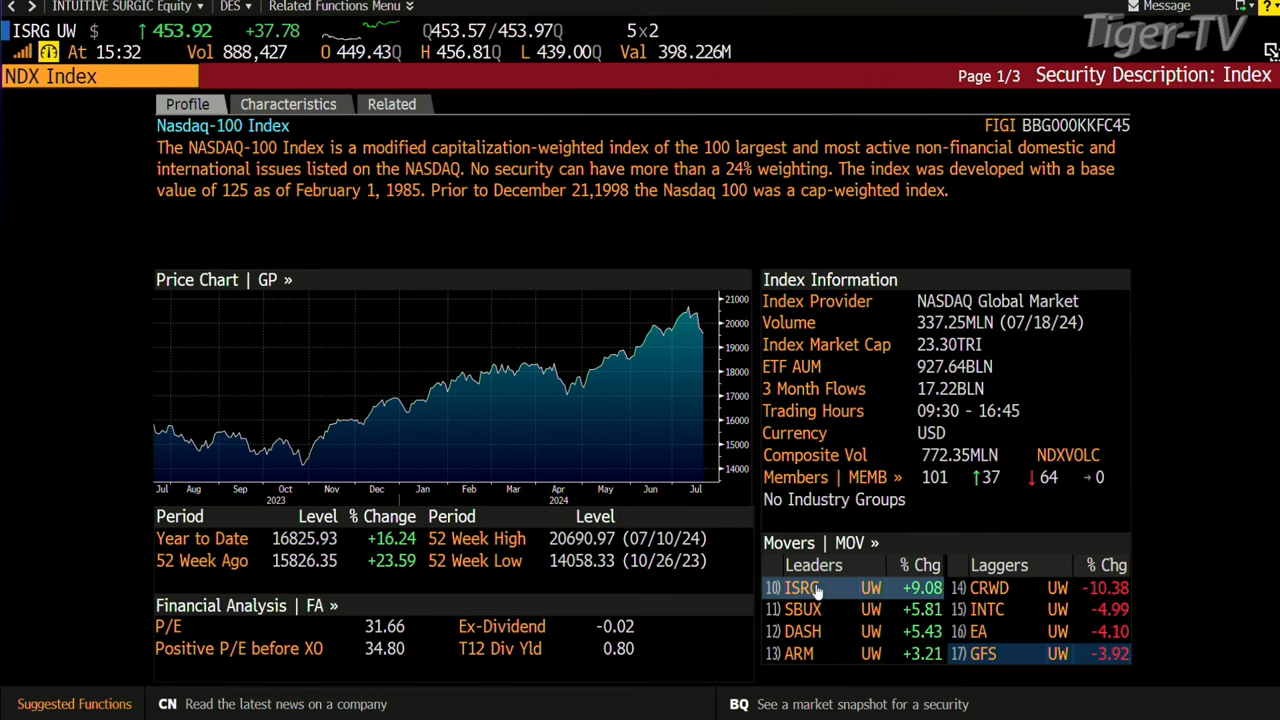 < > INTUITIVE SURGIC Equity DES Related Functions Menu Message ?
ISRG UW $ ↑ 453.92 +37.78 Q453.57/453.97Q 5x2
Tiger-TV
At 15:32 Vol 888,427 O 449.43Q H 456.81Q L 439.00Q Val 398.226M
NDX Index Page 1/3 Security Description: Index
Profile Characteristics Related
Nasdaq-100 Index FIGI BBG000KKFC45
The NASDAQ-100 Index is a modified capitalization-weighted index of the 100 largest and most active non-financial domestic and
international issues listed on the NASDAQ. No security can have more than a 24% weighting. The index was developed with a base
value of 125 as of February 1, 1985. Prior to December 21,1998 the Nasdaq 100 was a cap-weighted index.
Price Chart | GP »
21000
20000
19000
18000
17000
16000
15000
14000
Jul Aug Sep Oct Nov Dec Jan Feb Mar Apr May Jun Jul
2023 2024
Index Information
Index Provider NASDAQ Global Market
Volume 337.25MLN (07/18/24)
Index Market Cap 23.30TRI
ETF AUM 927.64BLN
3 Month Flows 17.22BLN
Trading Hours 09:30 - 16:45
Currency USD
Composite Vol 772.35MLN NDXVOLC
Members | MEMB » 101 ↑37 ↓ 64 → 0
No Industry Groups
Period Level % Change Period Level
Year to Date 16825.93 +16.24 52 Week High 20690.97 (07/10/24)
52 Week Ago 15826.35 +23.59 52 Week Low 14058.33 (10/26/23)
Financial Analysis | FA »
P/E 31.66 Ex-Dividend -0.02
Positive P/E before XO 34.80 T12 Div Yld 0.80
Movers | MOV »
Leaders % Chg Laggers % Chg
10) ISRG UW +9.08 14) CRWD UW -10.38
11) SBUX UW +5.81 15) INTC UW -4.99
12) DASH UW +5.43 16) EA UW -4.10
13) ARM UW +3.21 17) GFS UW -3.92
Suggested Functions CN Read the latest news on a company BQ See a market snapshot for a security